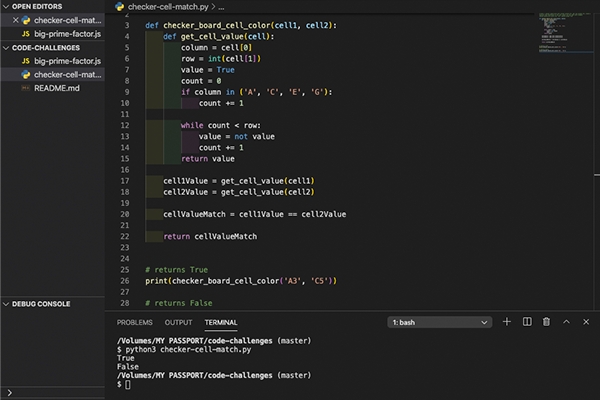 OPEN EDITORS
checker-cell-mat...
JS big-prime-factor.js
CODE-CHALLENGES
JS big-prime-factor.js
checker-cell-mat...
README.md
DEBUG CONSOLE
checker-cell-match.py > ...
3 def checker_board_cell_color(cell1, cell2):
4 def get_cell_value(cell):
5 column = cell[0]
6 row = int(cell[1])
7 value = True
8 count = 0
9 if column in ('A', 'C', 'E', 'G'):
10 count += 1
11
12 while count < row:
13 value = not value
14 count += 1
15 return value
16
17 cell1Value = get_cell_value(cell1)
18 cell2Value = get_cell_value(cell2)
19
20 cellValueMatch = cell1Value == cell2Value
21
22 return cellValueMatch
23
24
25 # returns True
26 print(checker_board_cell_color('A3', 'C5'))
27
28 # returns False
PROBLEMS OUTPUT TERMINAL 1: bash
/Volumes/MY PASSPORT/code-challenges (master)
$ python3 checker-cell-match.py
True
False
/Volumes/MY PASSPORT/code-challenges (master)
$